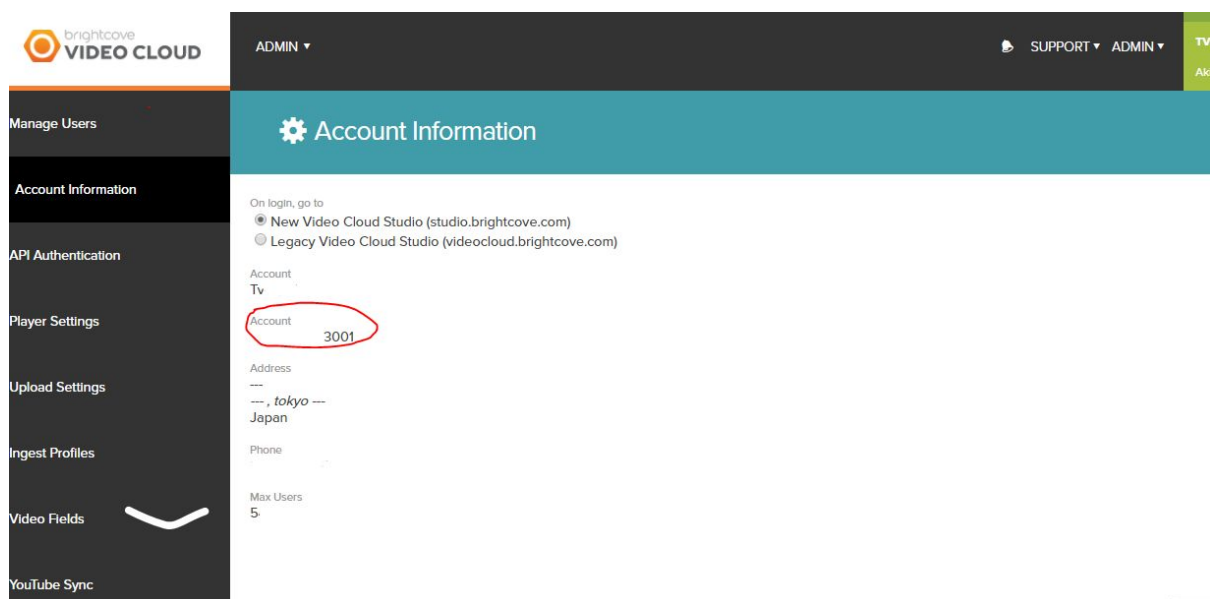 brightcove
VIDEO CLOUD
ADMIN ▾
SUPPORT ▾ ADMIN ▾
TV
Ak
Manage Users
Account Information
API Authentication
Player Settings
Upload Settings
Ingest Profiles
Video Fields
YouTube Sync
Account Information
On login, go to
New Video Cloud Studio (studio.brightcove.com)
Legacy Video Cloud Studio (videocloud.brightcove.com)
Account
Tv
Account
3001
Address
---
--- , tokyo ---
Japan
Phone
Max Users
5